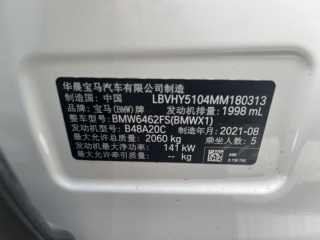 华晨宝马汽车有限公司制造
制造国：中国 LBVHY5104MM180313
品牌：宝马(BMW)牌 发动机排量：1998 mL
整车型号：BMW6462FS(BMWX1)
发动机型号：B48A20C 制造年月：2021-08
最大允许总质量：2060 kg 乘坐人数：5
发动机最大净功率：141 kW
最大允许牵引质量：-- kg